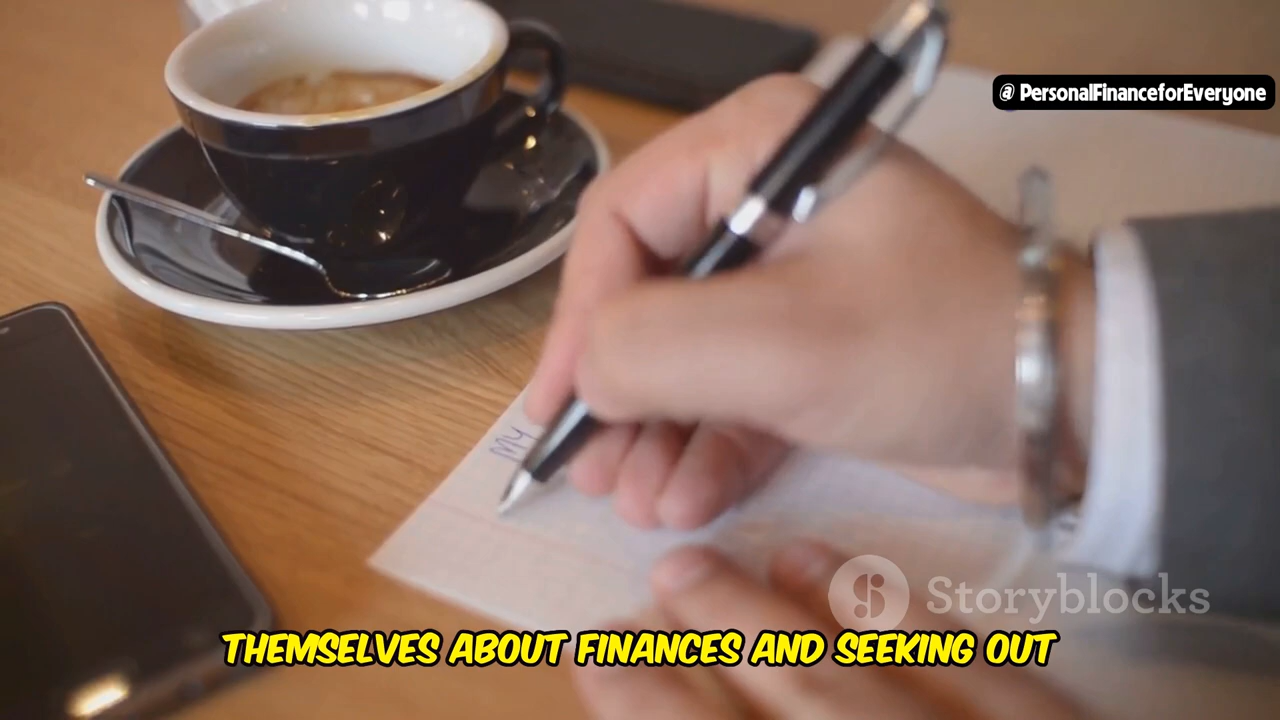 @ PersonalFinanceforEveryone
MY
Storyblocks
THEMSELVES ABOUT FINANCES AND SEEKING OUT